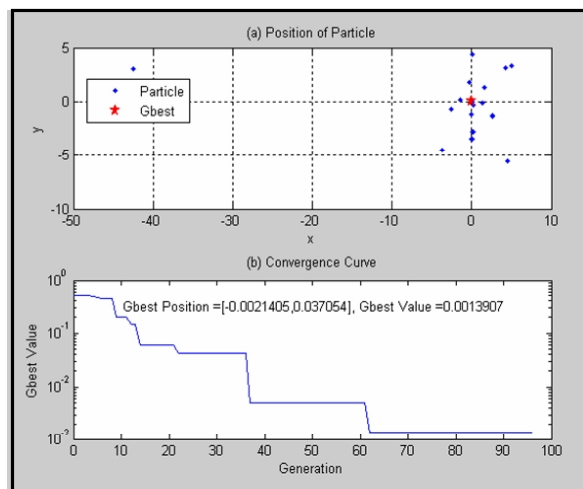 (a) Position of Particle
5
0
-5
-10
y
Particle
Gbest
-50
-40
-30
-20
-10
0
10
x
(b) Convergence Curve
10^0
10^-1
10^-2
10^-3
Gbest Value
Gbest Position =[-0.0021405,0.037054], Gbest Value =0.0013907
0
10
20
30
40
50
60
70
80
90
100
Generation